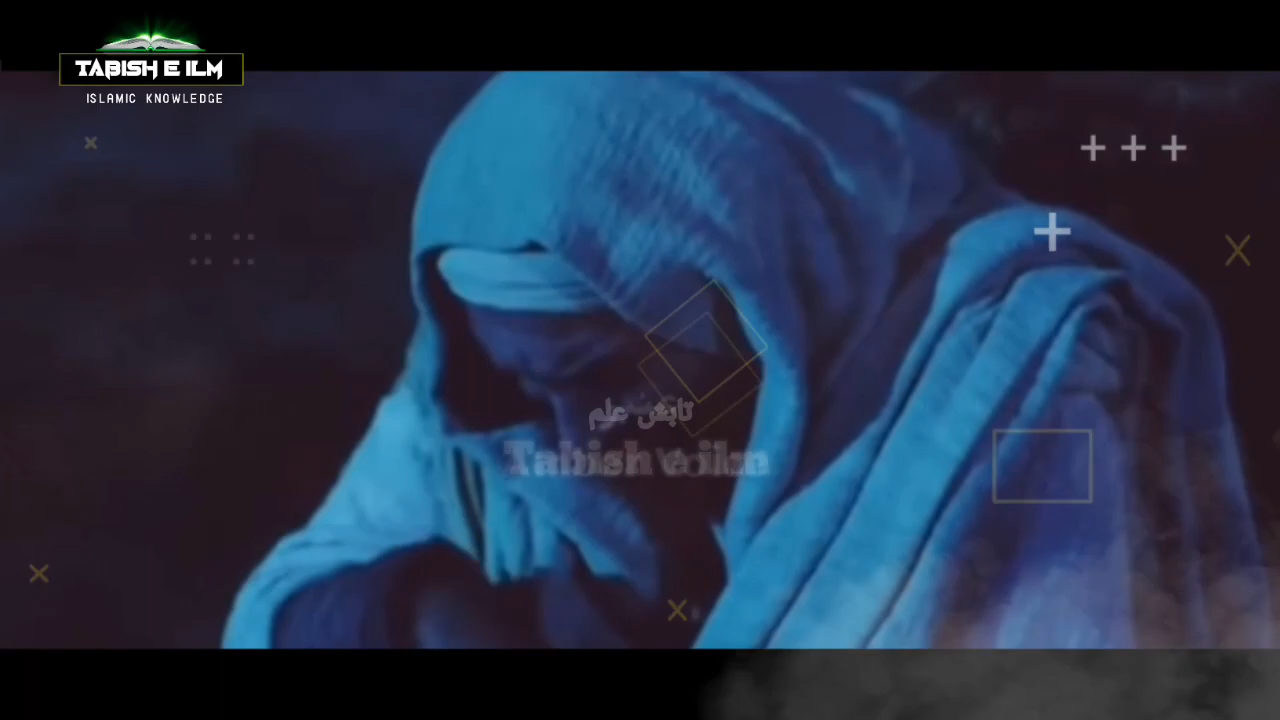 TABISH E ILM
ISLAMIC KNOWLEDGE
تابش علم
Tabish e ilm